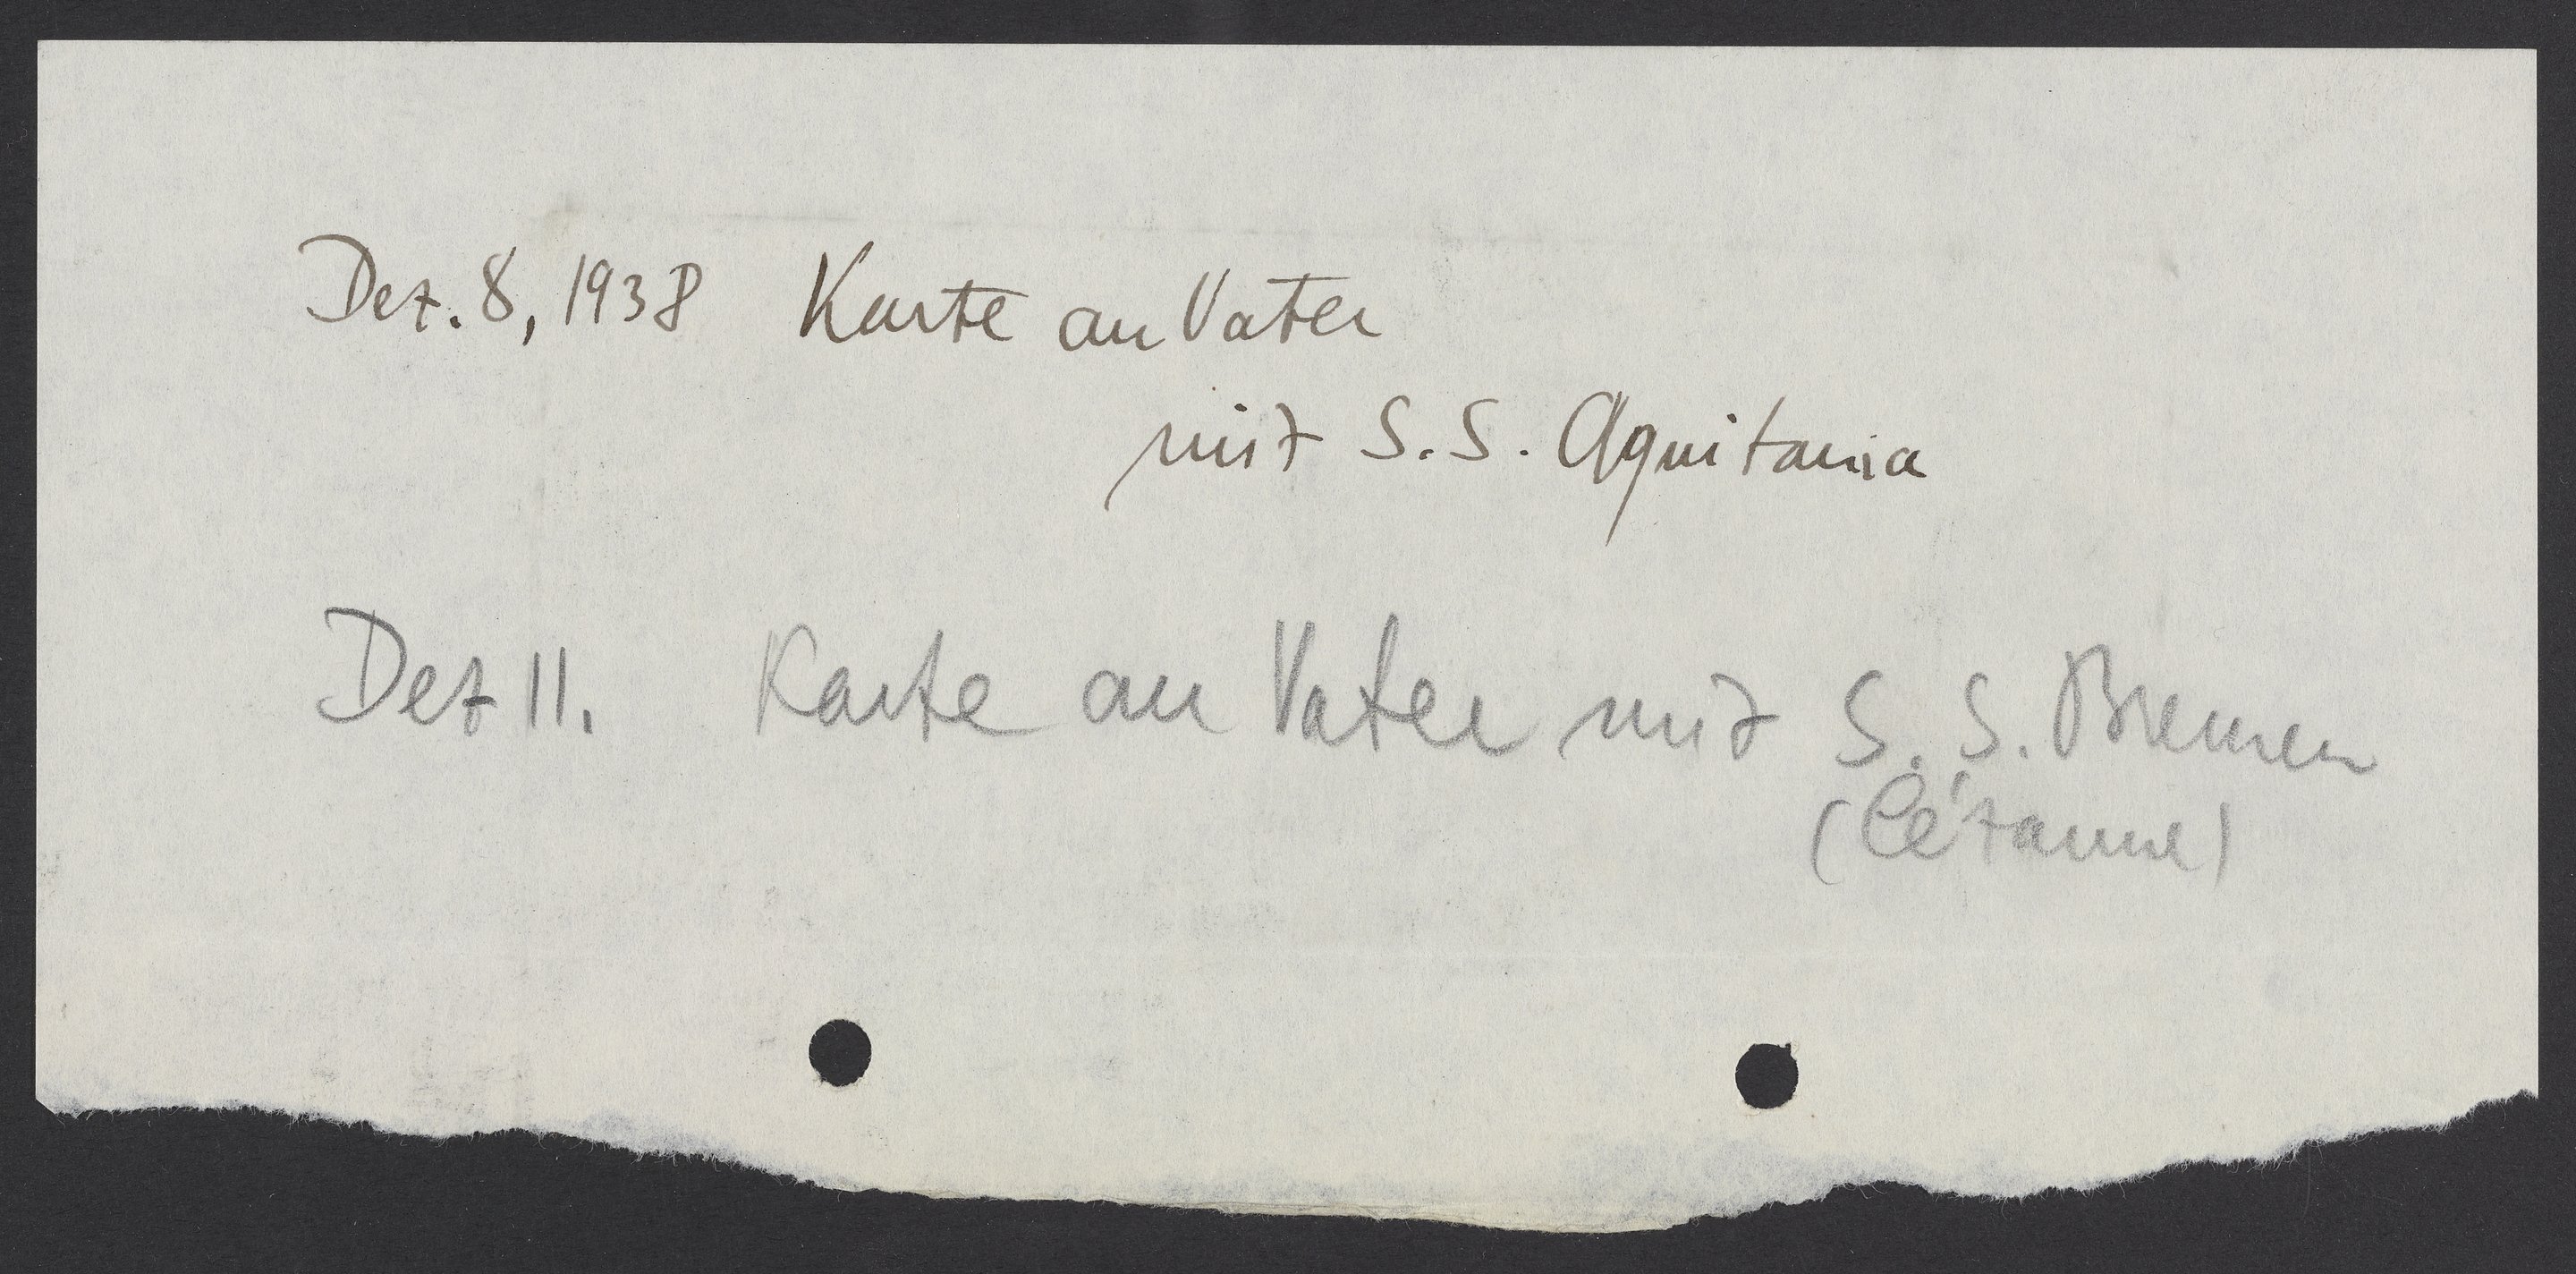 Dez. 8, 1938 Karte an Vater
mit S.S. Aquitania
Dez 11. Karte an Vater mit S.S. Bremen
(Cézanne)